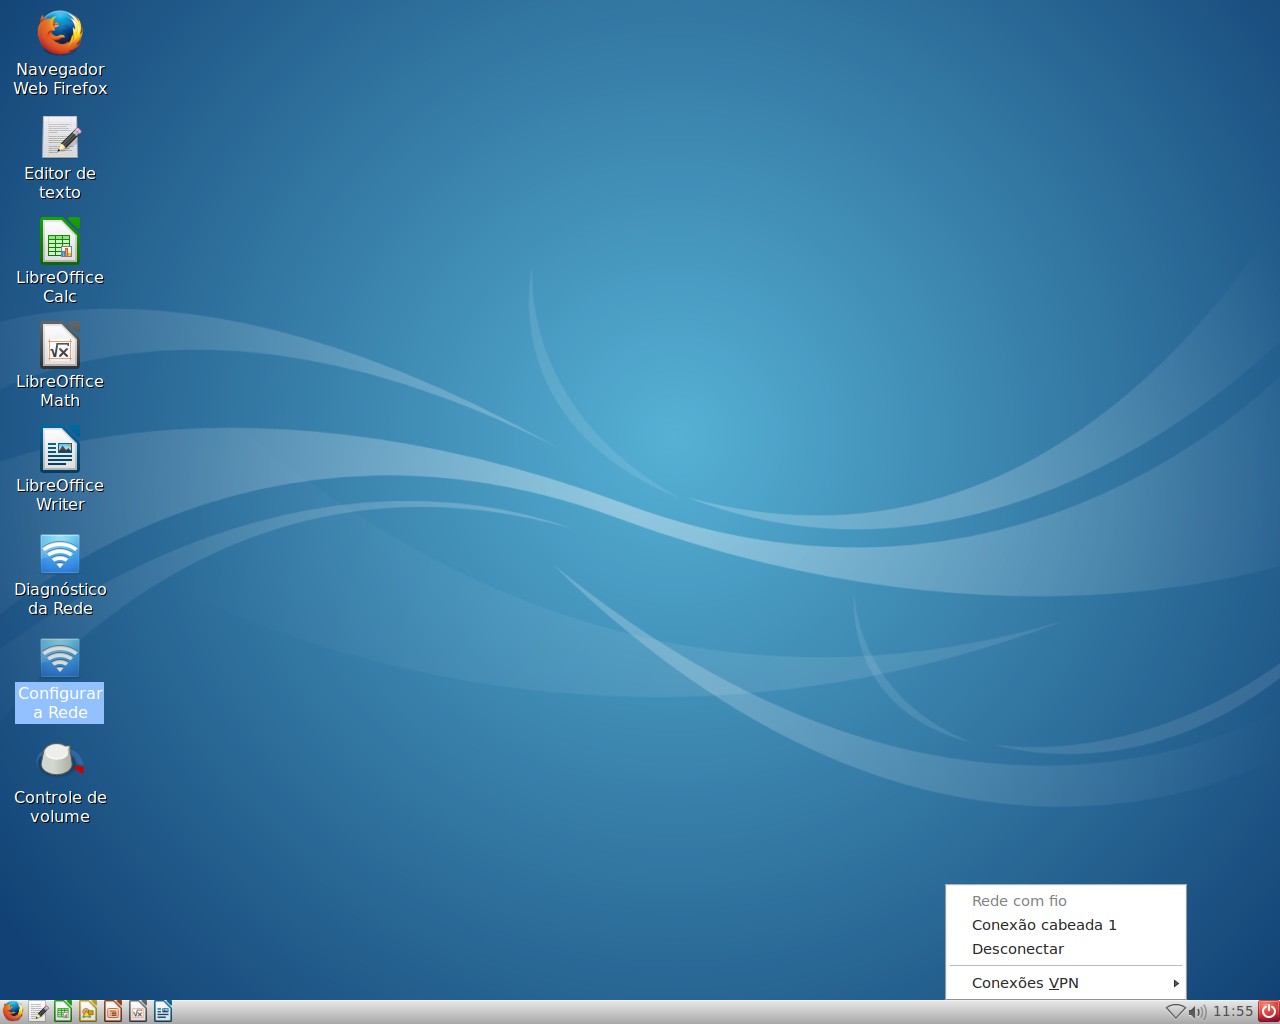 Navegador
Web Firefox
Editor de
texto
LibreOffice
Calc
LibreOffice
Math
LibreOffice
Writer
Diagnóstico
da Rede
Configurar
a Rede
Controle de
volume
Rede com fio
Conexão cabeada 1
Desconectar
Conexões VPN
11:55